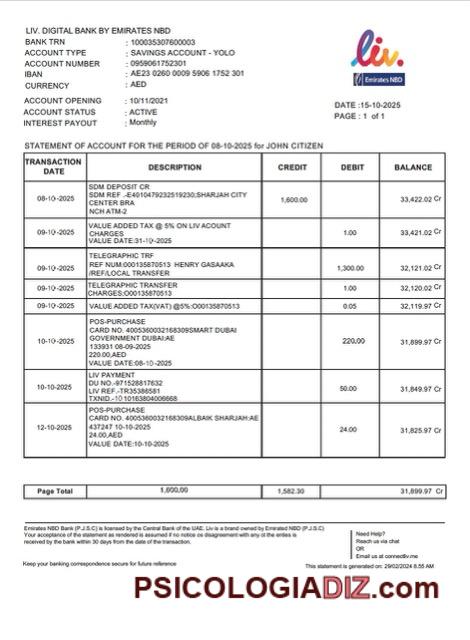 LIV. DIGITAL BANK BY EMIRATES NBD
BANK TRN : 100035307600003
ACCOUNT TYPE : SAVINGS ACCOUNT - YOLO
ACCOUNT NUMBER : 0959061752301
IBAN : AE23 0260 0009 5906 1752 301
CURRENCY : AED
ACCOUNT OPENING : 10/11/2021
ACCOUNT STATUS : ACTIVE
INTEREST PAYOUT : Monthly
liv.
Emirates NBD
DATE :15-10-2025
PAGE : 1 of 1
STATEMENT OF ACCOUNT FOR THE PERIOD OF 08-10-2025 for JOHN CITIZEN
TRANSACTION DATE DESCRIPTION CREDIT DEBIT BALANCE
08-10-2025 SDM DEPOSIT CR 1,600.00 33,422.02 Cr
SDM REF .-E4010479232519230;SHARJAH CITY
CENTER BRA
NCH ATM-2
09-10-2025 VALUE ADDED TAX @ 5% ON LIV ACOUNT 1.00 33,421.02 Cr
CHARGES
VALUE DATE:31-10-2025
09-10-2025 TELEGRAPHIC TRF 1,300.00 32,121.02 Cr
REF NUM:000135870513 HENRY GASAAKA
/REF/LOCAL TRANSFER
09-10-2025 TELEGRAPHIC TRANSFER 1.00 32,120.02 Cr
CHARGES:O00135870513
09-10-2025 VALUE ADDED TAX(VAT) @5%:O00135870513 0.05 32,119.97 Cr
10-10-2025 POS-PURCHASE 220.00 31,899.97 Cr
CARD NO. 4005360032168309SMART DUBAI
GOVERNMENT DUBAI:AE
133931 08-09-2025
220.00,AED
VALUE DATE:08-10-2025
10-10-2025 LIV PAYMENT 50.00 31,849.97 Cr
DU NO.-971528817632
LIV REF.-TR35386581
TXNID.-1010163804006668
12-10-2025 POS-PURCHASE 24.00 31,825.97 Cr
CARD NO. 4005360032168309ALBAIK SHARJAH:AE
437247 10-10-2025
24.00,AED
VALUE DATE:10-10-2025
Page Total 1,600.00 1,582.30 31,899.97 Cr
Emirates NBD Bank (P.J.S.C) is licensed by the Central Bank of the UAE. Liv is a brand owned by Emirated NBD (P.J.S.C)
Your acceptance of the statement as rendered is assumed if no notice os disagreement with any ot the enties is
received by the bank within 30 days from the date of the transaction.
Need Help?
Reach us via chat
OR
Email us at connectliv.me
Keep your banking correspondence secure for future reference
This statement is generated on: 29/02/2024 8.55 AM
PSICOLOGIADIZ.com